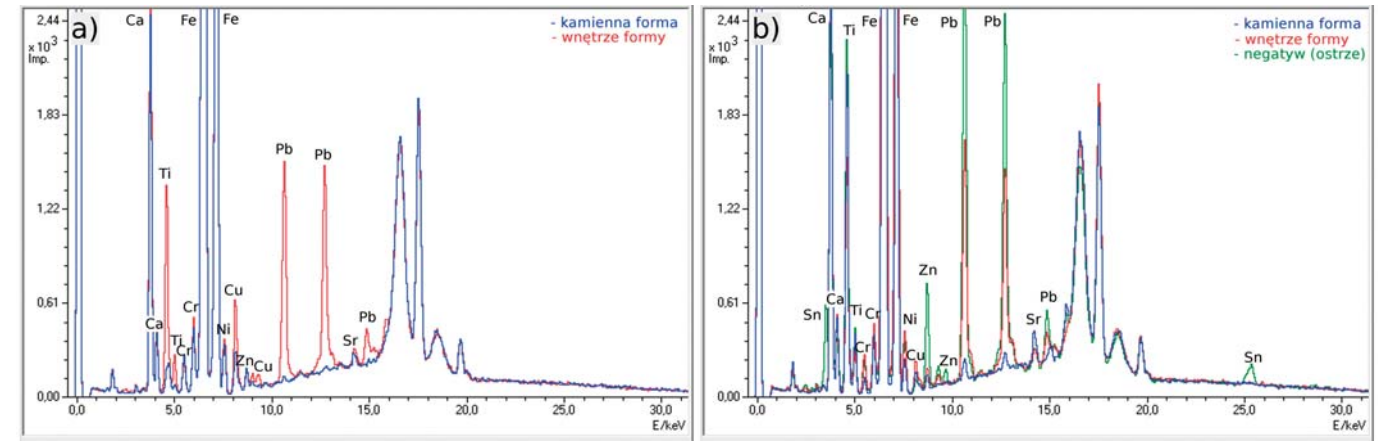 a)
- kamienna forma
- wnętrze formy
2,44
x 10³
Imp.
1,83
1,22
0,61
0,00
Ca
Fe
Fe
Ti
Pb
Pb
Cr
Cu
Ca
Ni
Ti
Cr
Zn
Cu
Sr
Pb
0,0 5,0 10,0 15,0 20,0 30,0
E/keV
b)
- kamienna forma
- wnętrze formy
- negatyw (ostrze)
2,44
x 10³
Imp.
1,83
1,22
0,61
0,00
Ca
Ti
Fe
Fe
Pb
Pb
Zn
Sn
Ca
Ti
Cr
Ni
Cr
Cu
Zn
Sr
Pb
Sn
0,0 5,0 10,0 15,0 20,0 25,0 30,0
E/keV